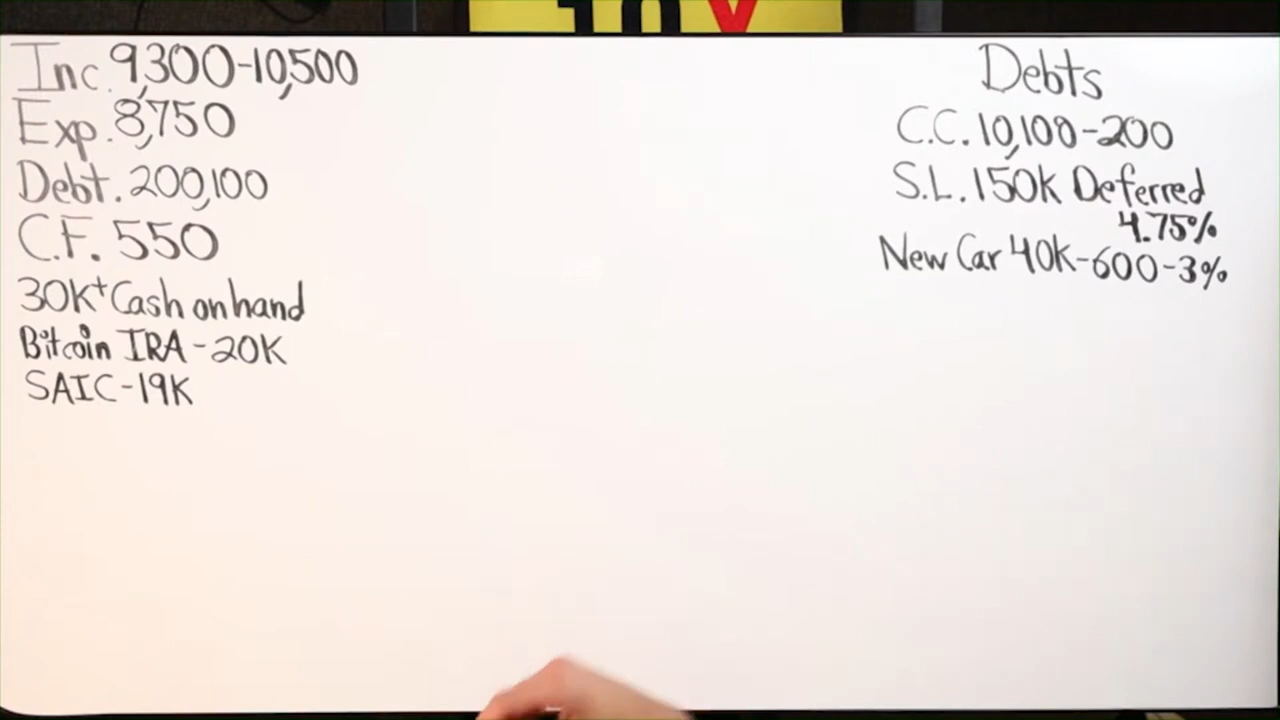 Inc. 9,300-10,500
Exp. 8,750
Debt. 200,100
C.F. 550
30K+ Cash on hand
Bitcoin IRA - 20K
SAIC - 19K
Debts
C.C. 10,100 - 200
S.L. 150K Deferred
4.75%
New Car 40K - 600 - 3%